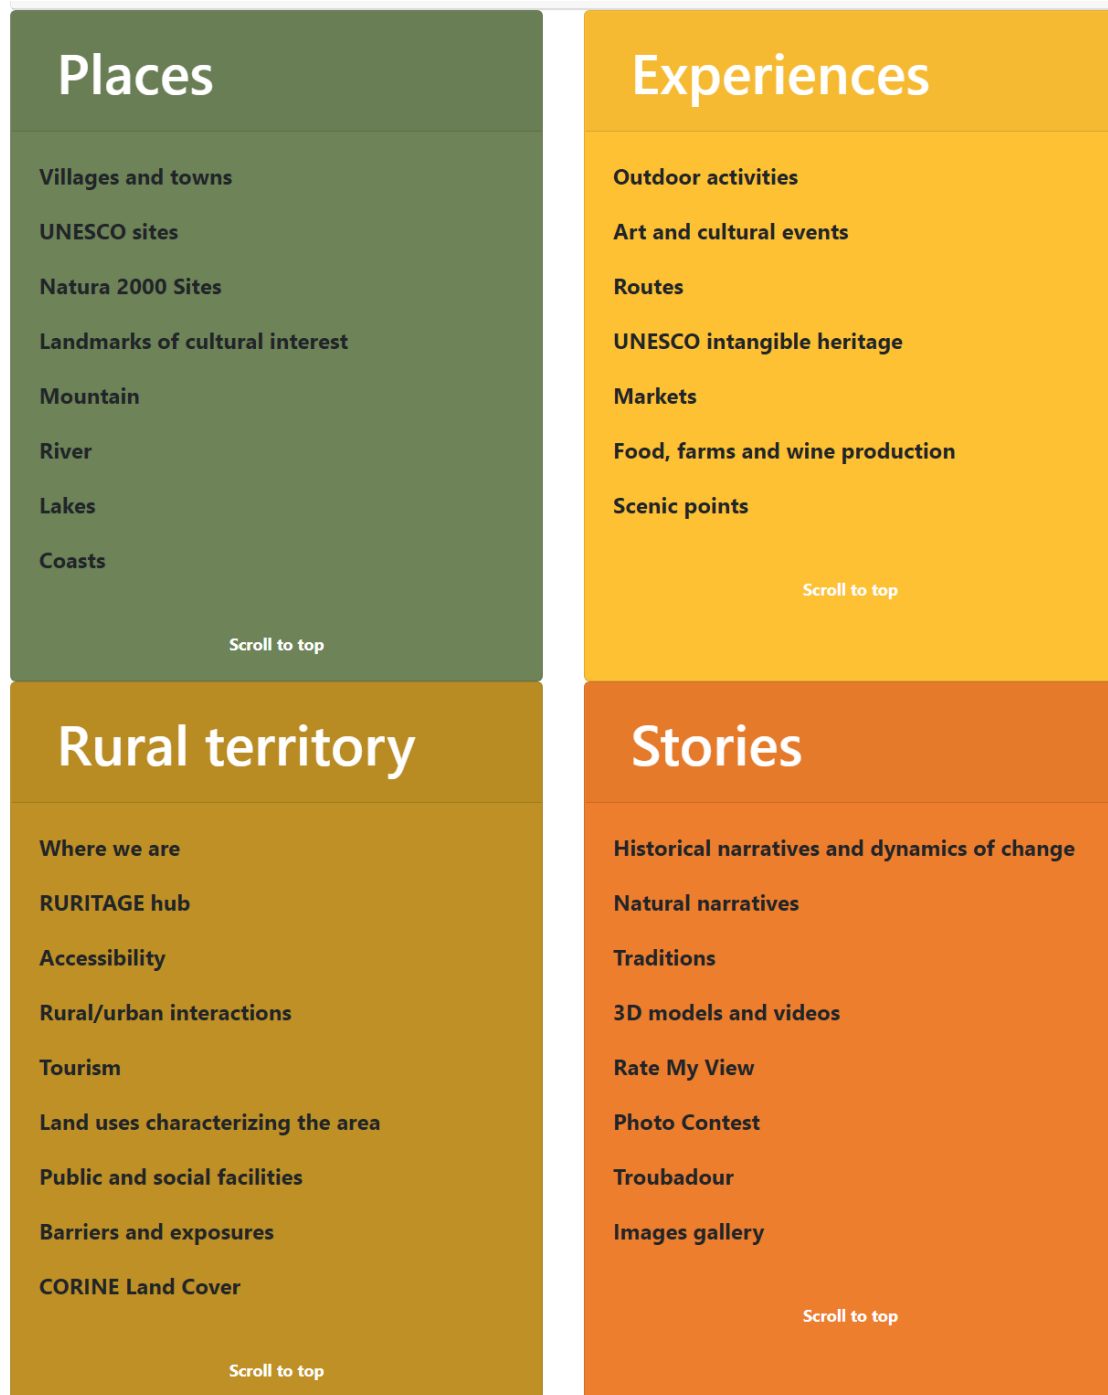 Places
Villages and towns
UNESCO sites
Natura 2000 Sites
Landmarks of cultural interest
Mountain
River
Lakes
Coasts
Scroll to top
Experiences
Outdoor activities
Art and cultural events
Routes
UNESCO intangible heritage
Markets
Food, farms and wine production
Scenic points
Scroll to top
Rural territory
Where we are
RURITAGE hub
Accessibility
Rural/urban interactions
Tourism
Land uses characterizing the area
Public and social facilities
Barriers and exposures
CORINE Land Cover
Scroll to top
Stories
Historical narratives and dynamics of change
Natural narratives
Traditions
3D models and videos
Rate My View
Photo Contest
Troubadour
Images gallery
Scroll to top